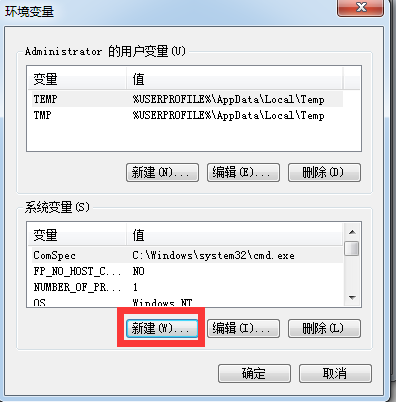 环境变量
Administrator 的用户变量(U)
变量 值
TEMP %USERPROFILE%\AppData\Local\Temp
TMP %USERPROFILE%\AppData\Local\Temp
新建(N)... 编辑(E)... 删除(D)
系统变量(S)
变量 值
ComSpec C:\Windows\system32\cmd.exe
FP_NO_HOST_C... NO
NUMBER_OF_PR... 1
OS Windows_NT
新建(W)... 编辑(I)... 删除(L)
确定 取消